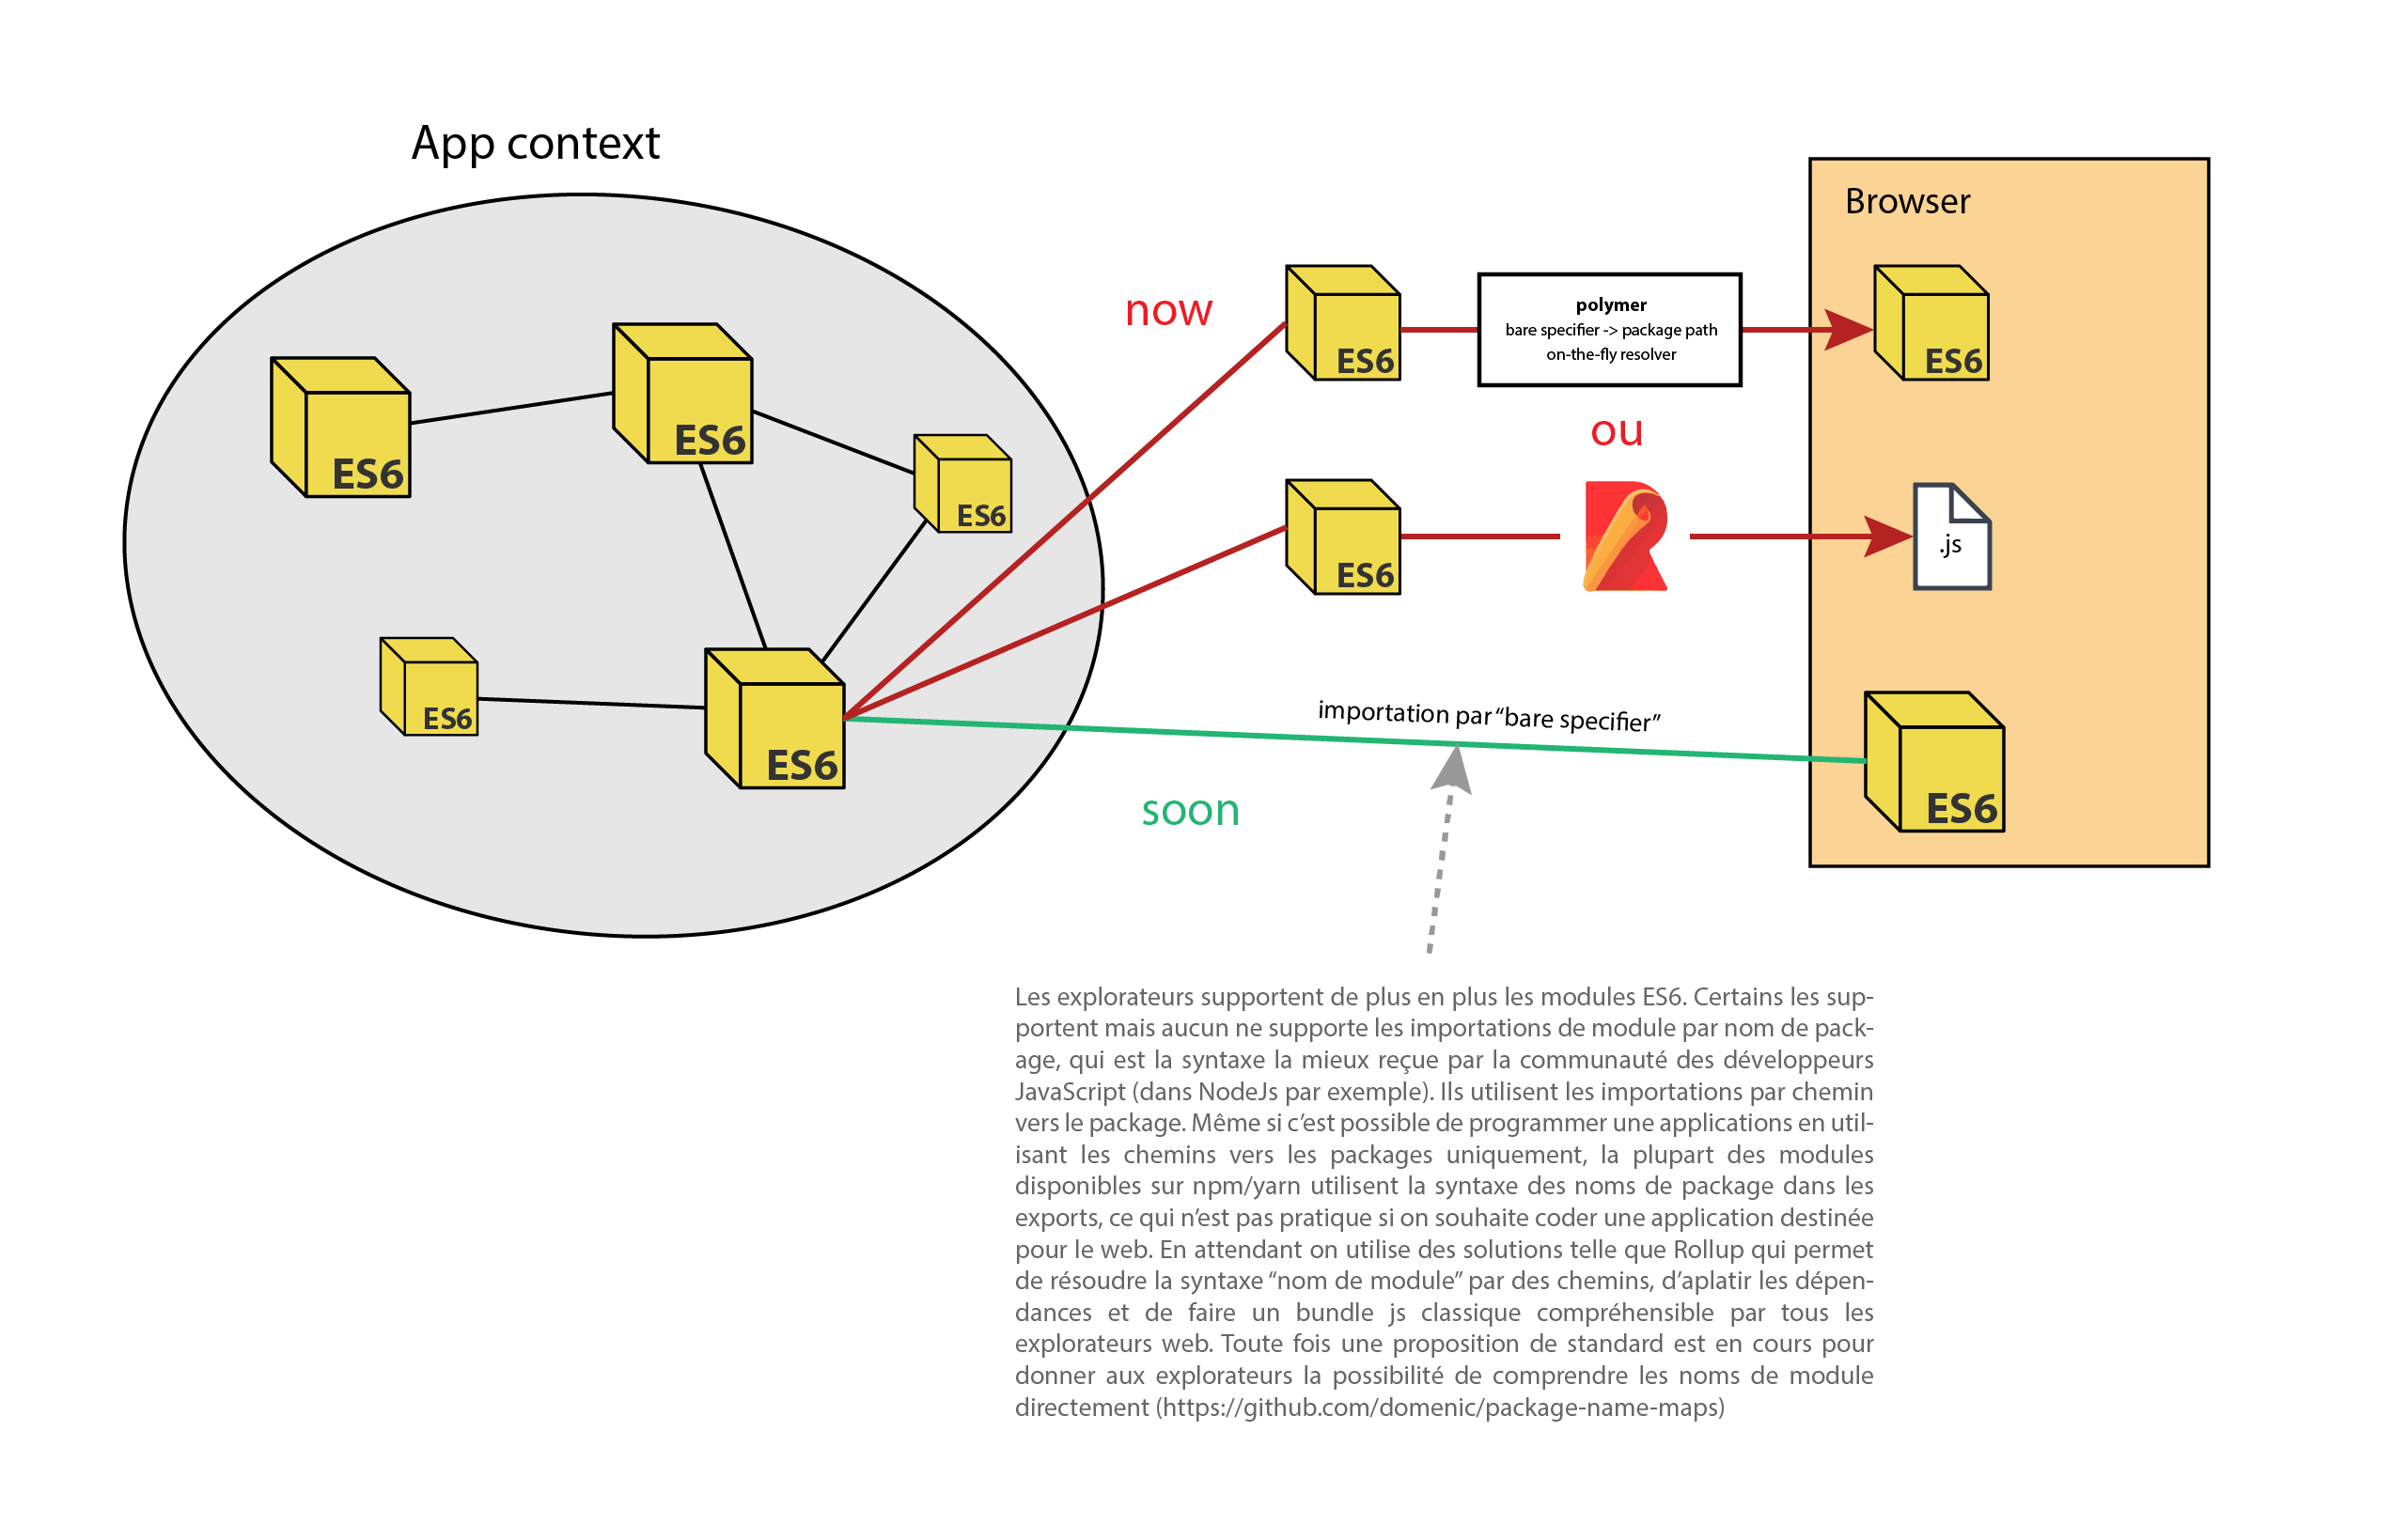 App context
Browser
now
ES6
polymer
bare specifier -> package path
on-the-fly resolver
ES6
ES6
ES6
ES6
ou
ES6
.js
ES6
ES6
importation par “bare specifier”
soon
ES6
ES6
Les explorateurs supportent de plus en plus les modules ES6. Certains les sup-
portent mais aucun ne supporte les importations de module par nom de pack-
age, qui est la syntaxe la mieux reçue par la communauté des développeurs
JavaScript (dans NodeJs par exemple). Ils utilisent les importations par chemin
vers le package. Même si c’est possible de programmer une applications en util-
isant les chemins vers les packages uniquement, la plupart des modules
disponibles sur npm/yarn utilisent la syntaxe des noms de package dans les
exports, ce qui n’est pas pratique si on souhaite coder une application destinée
pour le web. En attendant on utilise des solutions telle que Rollup qui permet
de résoudre la syntaxe “nom de module” par des chemins, d’aplatir les dépen-
dances et de faire un bundle js classique compréhensible par tous les
explorateurs web. Toute fois une proposition de standard est en cours pour
donner aux explorateurs la possibilité de comprendre les noms de module
directement (https://github.com/domenic/package-name-maps)